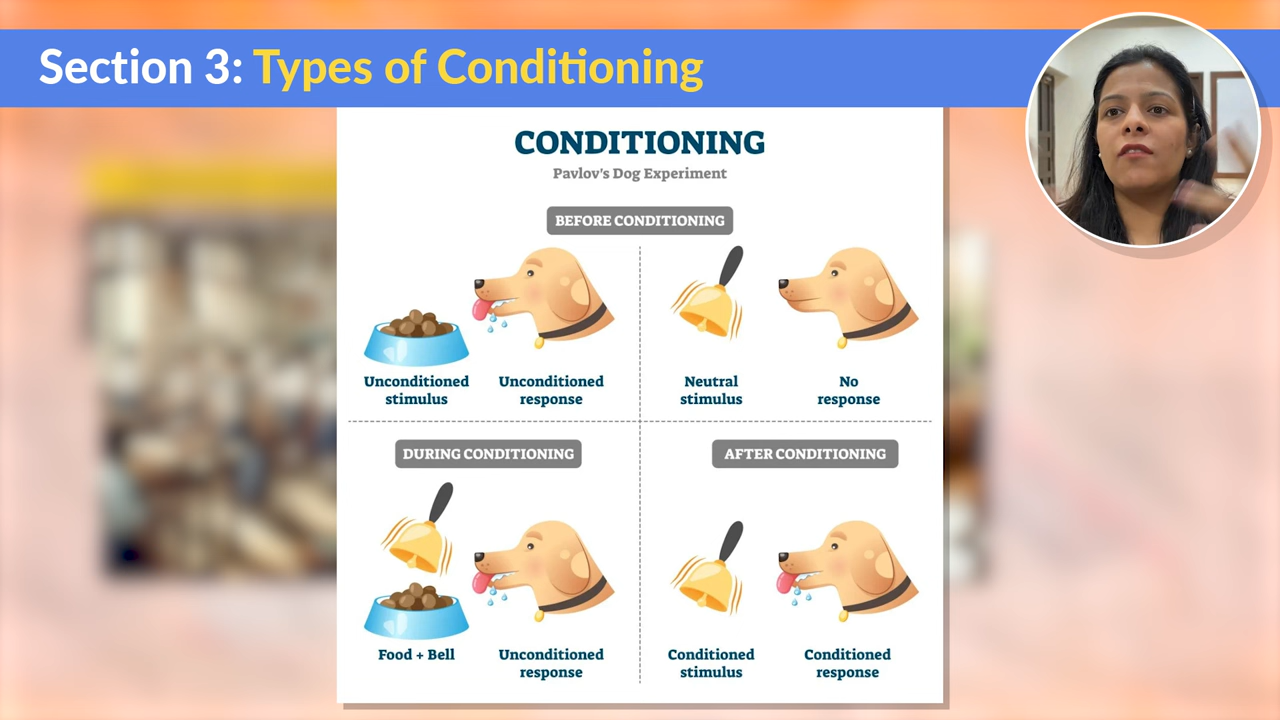 Section 3: Types of Conditioning
CONDITIONING
Pavlov's Dog Experiment
BEFORE CONDITIONING
Unconditioned
stimulus
Unconditioned
response
Neutral
stimulus
No
response
DURING CONDITIONING
Food + Bell
Unconditioned
response
AFTER CONDITIONING
Conditioned
stimulus
Conditioned
response